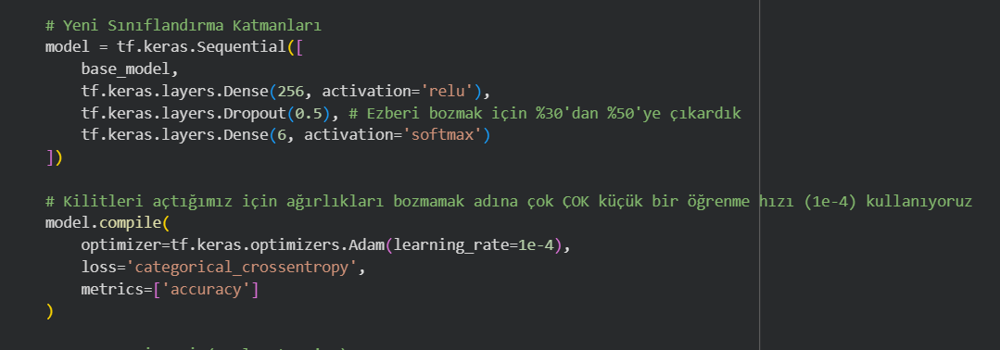 # Yeni Sınıflandırma Katmanları
model = tf.keras.Sequential([
base_model,
tf.keras.layers.Dense(256, activation='relu'),
tf.keras.layers.Dropout(0.5), # Ezberi bozmak için %30'dan %50'ye çıkardık
tf.keras.layers.Dense(6, activation='softmax')
])
# Kilitleri açtığımız için ağırlıkları bozmamak adına çok ÇOK küçük bir öğrenme hızı (1e-4) kullanıyoruz
model.compile(
optimizer=tf.keras.optimizers.Adam(learning_rate=1e-4),
loss='categorical_crossentropy',
metrics=['accuracy']
)